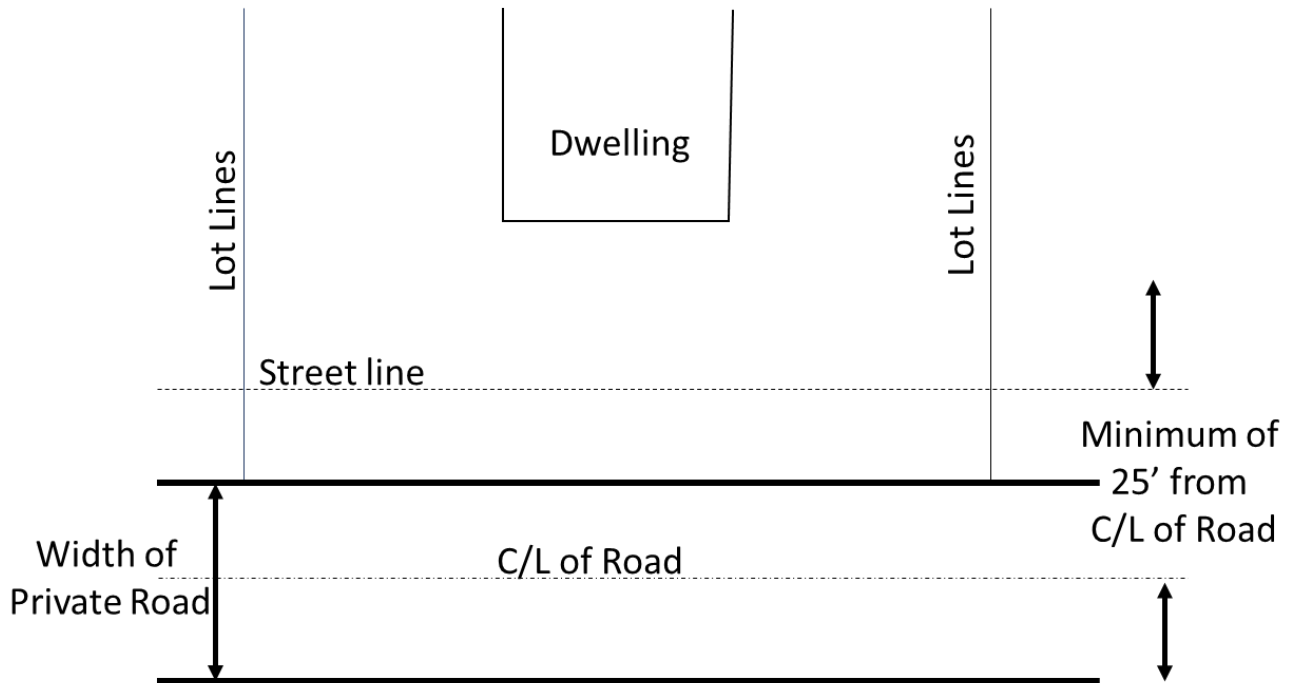 Dwelling
Lot Lines
Lot Lines
Street line
Minimum of
25’ from
C/L of Road
Width of
Private Road
C/L of Road